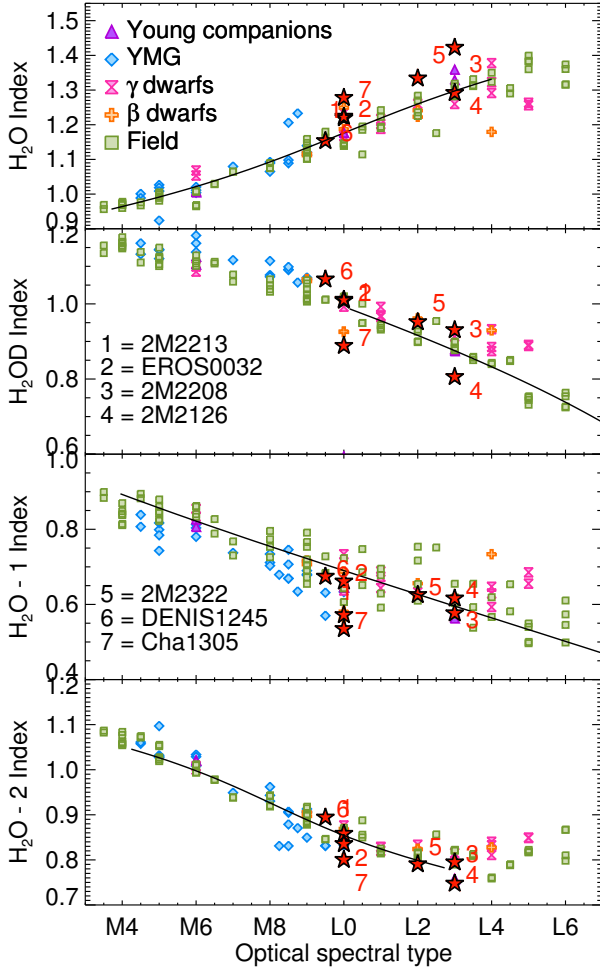 1.5
1.4
1.3
1.2
1.1
1.0
0.9
H₂O Index
Young companions
YMG
γ dwarfs
β dwarfs
Field
7
2
6
5
3
4
1.2
1.0
0.8
0.6
H₂OD Index
6
2
7
5
3
4
1 = 2M2213
2 = EROS0032
3 = 2M2208
4 = 2M2126
1.0
0.8
0.6
0.4
H₂O - 1 Index
6
2
7
5
4
3
5 = 2M2322
6 = DENIS1245
7 = Cha1305
1.2
1.1
1.0
0.9
0.8
0.7
H₂O - 2 Index
6
2
7
5
3
4
M4 M6 M8 L0 L2 L4 L6
Optical spectral type